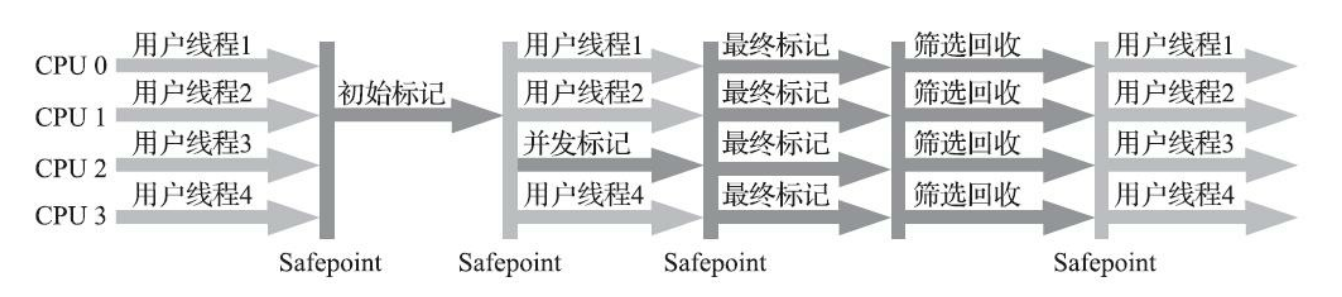 CPU 0 用户线程1 用户线程1 最终标记 筛选回收 用户线程1
CPU 1 用户线程2 初始标记 用户线程2 最终标记 筛选回收 用户线程2
CPU 2 用户线程3 并发标记 最终标记 筛选回收 用户线程3
CPU 3 用户线程4 用户线程4 最终标记 筛选回收 用户线程4
Safepoint Safepoint Safepoint Safepoint